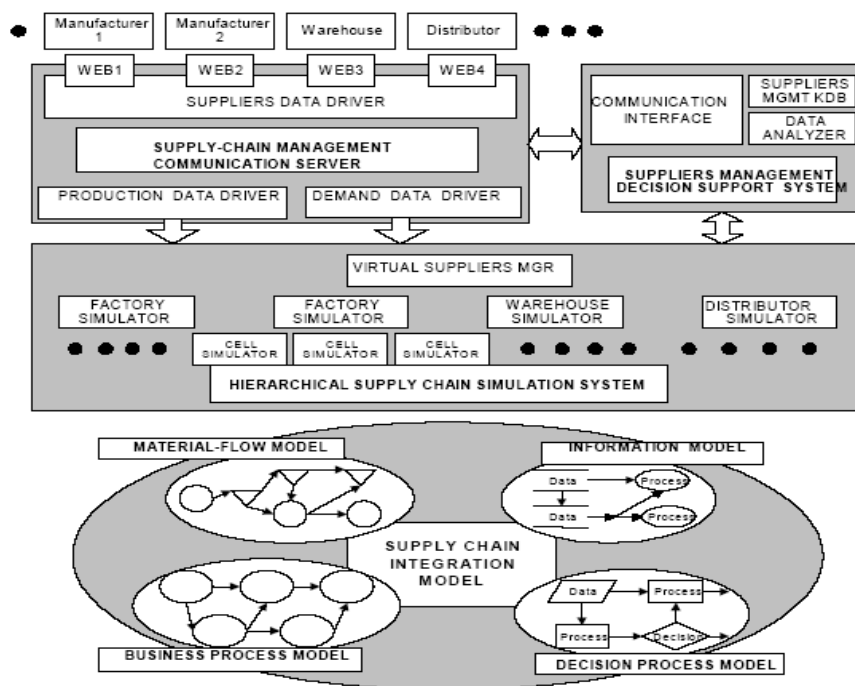 Manufacturer
1
Manufacturer
2
Warehouse
Distributor
WEB1
WEB2
WEB3
WEB4
SUPPLIERS DATA DRIVER
SUPPLY-CHAIN MANAGEMENT
COMMUNICATION SERVER
PRODUCTION DATA DRIVER
DEMAND DATA DRIVER
COMMUNICATION
INTERFACE
SUPPLIERS
MGMT KDB
DATA
ANALYZER
SUPPLIERS MANAGEMENT
DECISION SUPPORT SYSTEM
VIRTUAL SUPPLIERS MGR
FACTORY
SIMULATOR
FACTORY
SIMULATOR
WAREHOUSE
SIMULATOR
DISTRIBUTOR
SIMULATOR
CELL
SIMULATOR
CELL
SIMULATOR
CELL
SIMULATOR
HIERARCHICAL SUPPLY CHAIN SIMULATION SYSTEM
MATERIAL-FLOW MODEL
INFORMATION MODEL
Data
Process
Data
Process
SUPPLY CHAIN
INTEGRATION
MODEL
Data
Process
Process
Decision
BUSINESS PROCESS MODEL
DECISION PROCESS MODEL